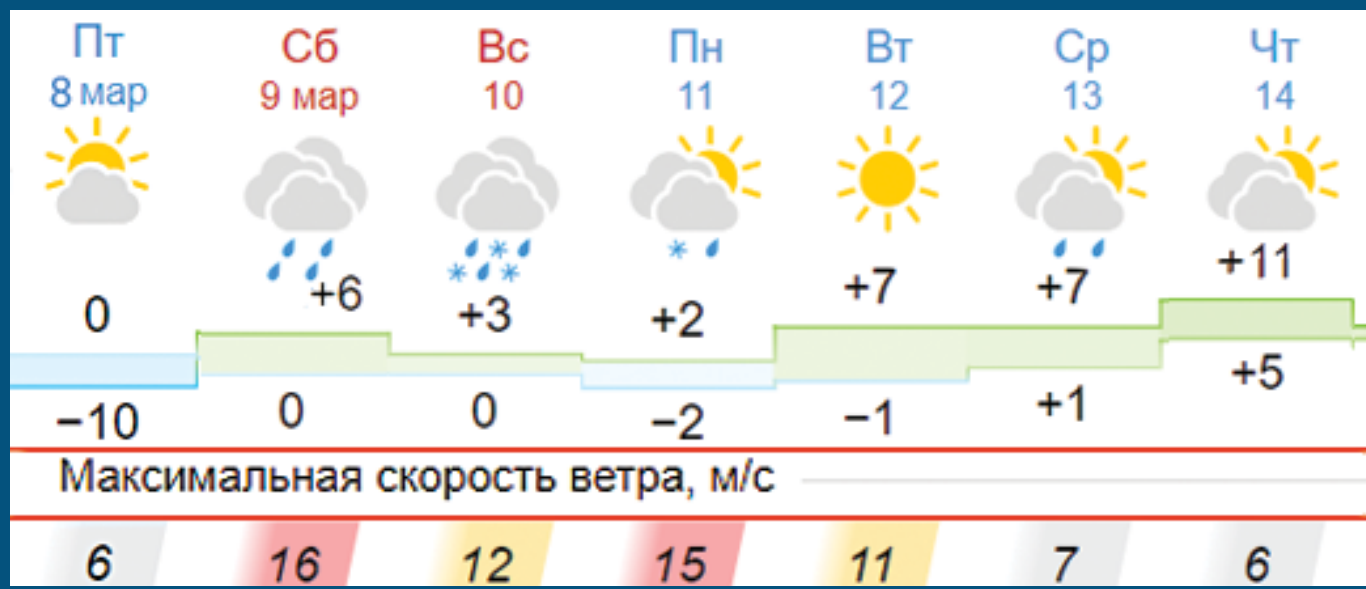 Пт Сб Вс Пн Вт Ср Чт
8 мар 9 мар 10 11 12 13 14
0 +6 +3 +2 +7 +7 +11
−10 0 0 −2 −1 +1 +5
Максимальная скорость ветра, м/с
6 16 12 15 11 7 6